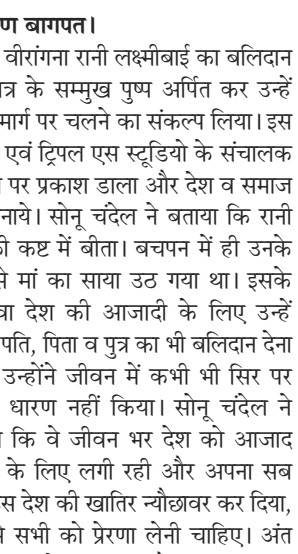 ण बागपत।
वीरांगना रानी लक्ष्मीबाई का बलिदान
त्र के सम्मुख पुष्प अर्पित कर उन्हें
मार्ग पर चलने का संकल्प लिया। इस
एवं ट्रिपल एस स्टूडियो के संचालक
पर प्रकाश डाला और देश व समाज
नाये। सोनू चंदेल ने बताया कि रानी
कष्ट में बीता। बचपन में ही उनके
से मां का साया उठ गया था। इसके
वा देश की आजादी के लिए उन्हें
पति, पिता व पुत्र का भी बलिदान देना
उन्होंने जीवन में कभी भी सिर पर
धारण नहीं किया। सोनू चंदेल ने
कि वे जीवन भर देश को आजाद
के लिए लगी रही और अपना सब
स देश की खातिर न्यौछावर कर दिया,
सभी को प्रेरणा लेनी चाहिए। अंत